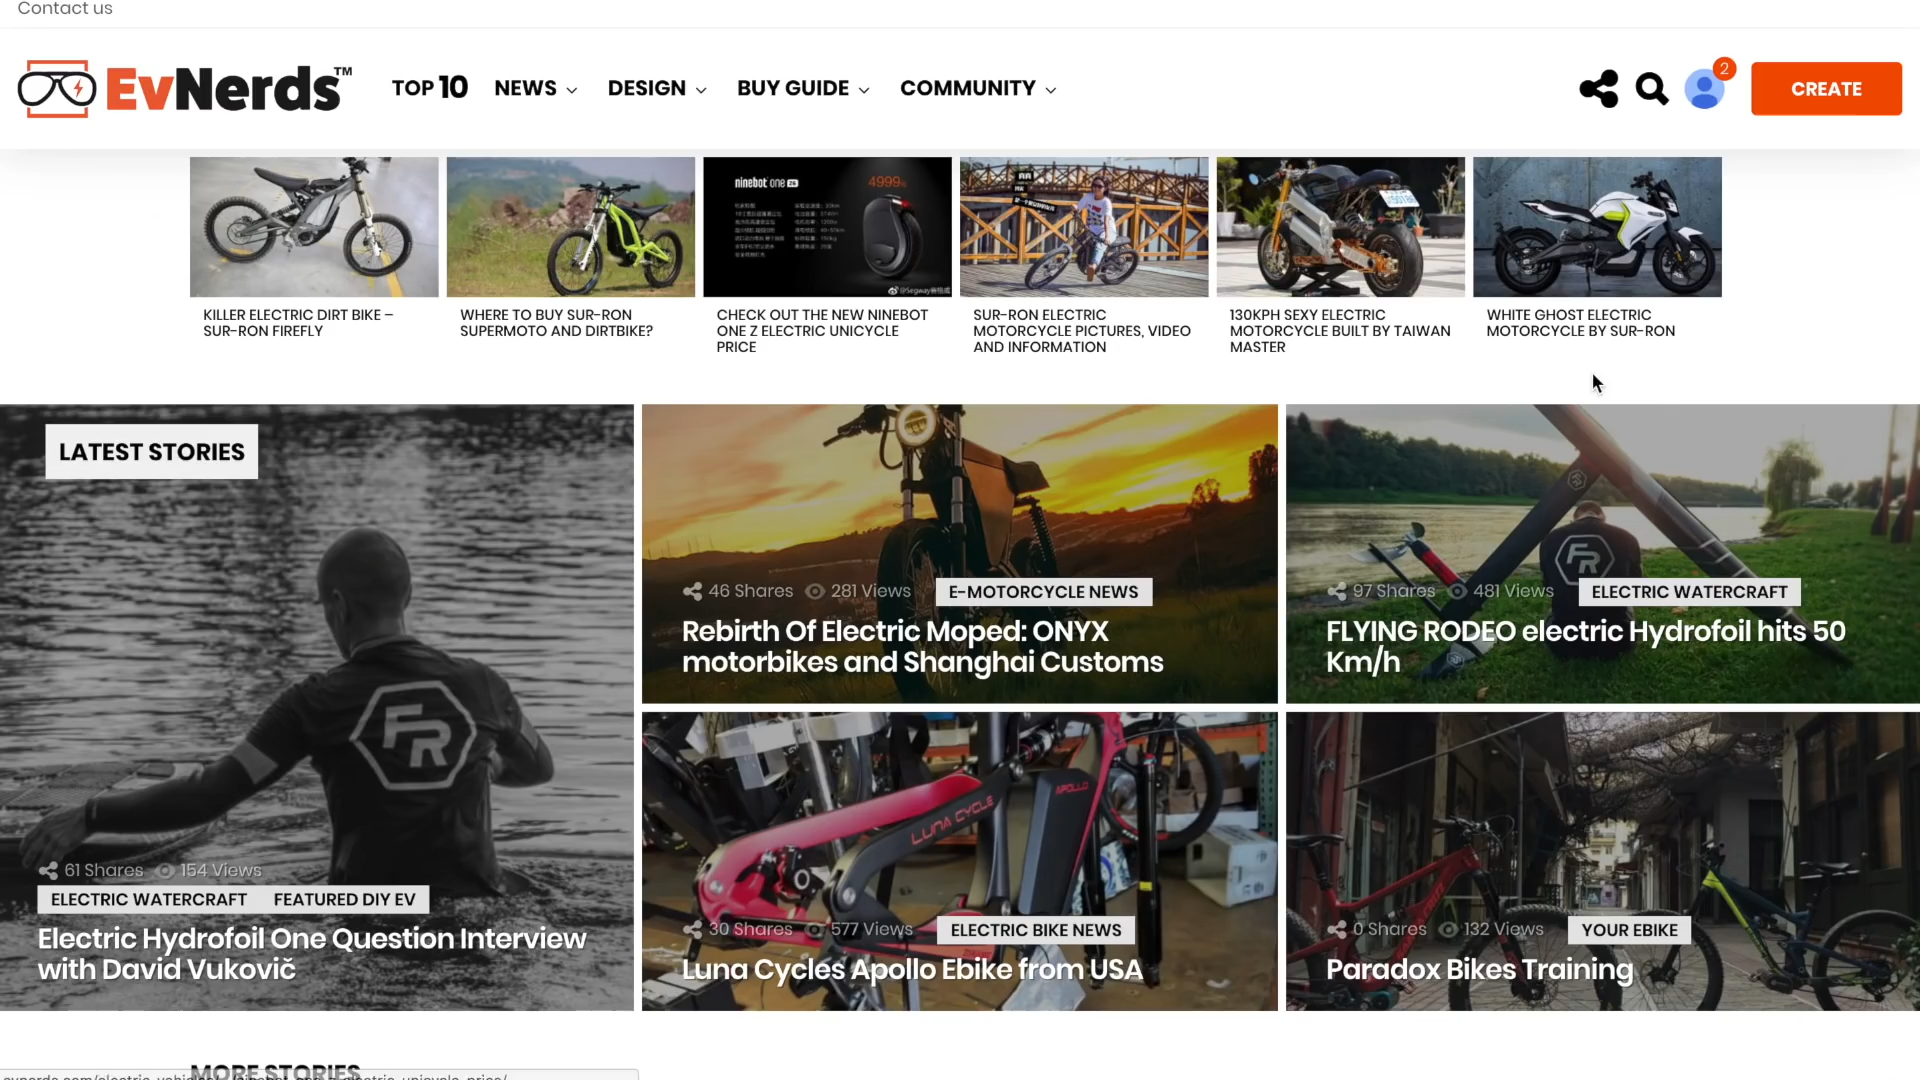 Contact us
EvNerds™
TOP 10
NEWS
DESIGN
BUY GUIDE
COMMUNITY
2
CREATE
ninebot one
4999
@Segway
KILLER ELECTRIC DIRT BIKE –
SUR-RON FIREFLY
WHERE TO BUY SUR-RON
SUPERMOTO AND DIRTBIKE?
CHECK OUT THE NEW NINEBOT
ONE Z ELECTRIC UNICYCLE
PRICE
SUR-RON ELECTRIC
MOTORCYCLE PICTURES, VIDEO
AND INFORMATION
130KPH SEXY ELECTRIC
MOTORCYCLE BUILT BY TAIWAN
MASTER
WHITE GHOST ELECTRIC
MOTORCYCLE BY SUR-RON
LATEST STORIES
FR
61 Shares 154 Views
ELECTRIC WATERCRAFT FEATURED DIY EV
Electric Hydrofoil One Question Interview
with David Vukovič
46 Shares 281 Views E-MOTORCYCLE NEWS
Rebirth Of Electric Moped: ONYX
motorbikes and Shanghai Customs
FR
97 Shares 481 Views ELECTRIC WATERCRAFT
FLYING RODEO electric Hydrofoil hits 50
Km/h
LUNA CYCLE
APOLLO
30 Shares 577 Views ELECTRIC BIKE NEWS
Luna Cycles Apollo Ebike from USA
0 Shares 132 Views YOUR EBIKE
Paradox Bikes Training
MORE STORIES